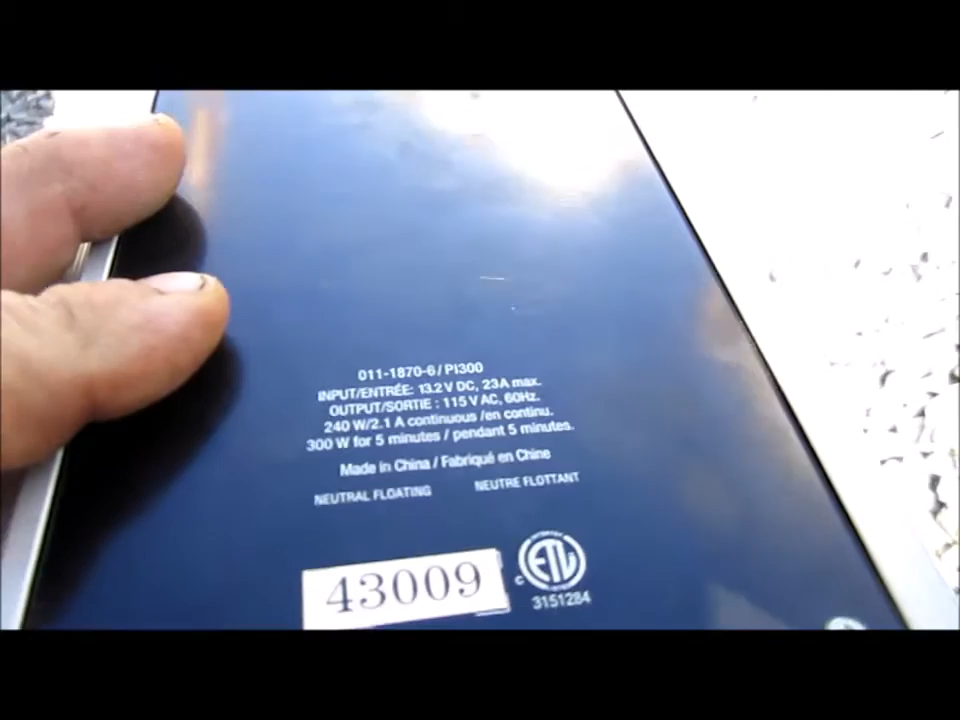 011-1870-6 / PI300
INPUT/ENTRÉE: 13.2 V DC, 23A max.
OUTPUT/SORTIE : 115 V AC, 60Hz.
240 W/2.1 A continuous /en continu.
300 W for 5 minutes / pendant 5 minutes.
Made in China / Fabriqué en Chine
NEUTRAL FLOATING NEUTRE FLOTTANT
43009
C ETL
3151284